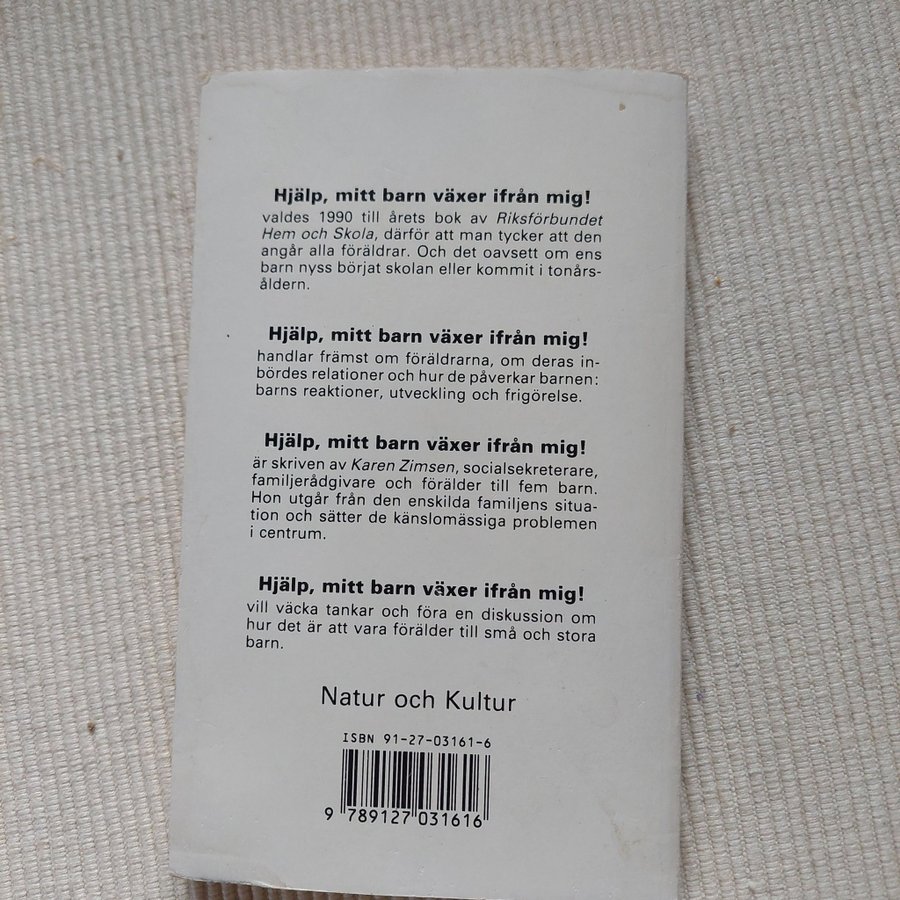 Hjälp, mitt barn växer ifrån mig!
valdes 1990 till årets bok av Riksförbundet
Hem och Skola, därför att man tycker att den
angår alla föräldrar. Och det oavsett om ens
barn nyss börjat skolan eller kommit i tonårs-
åldern.
Hjälp, mitt barn växer ifrån mig!
handlar främst om föräldrarna, om deras in-
bördes relationer och hur de påverkar barnen:
barns reaktioner, utveckling och frigörelse.
Hjälp, mitt barn växer ifrån mig!
är skriven av Karen Zimsen, socialsekreterare,
familjerådgivare och förälder till fem barn.
Hon utgår från den enskilda familjens situa-
tion och sätter de känslomässiga problemen
i centrum.
Hjälp, mitt barn växer ifrån mig!
vill väcka tankar och föra en diskussion om
hur det är att vara förälder till små och stora
barn.
Natur och Kultur
ISBN 91-27-03161-6
9 789127 031616